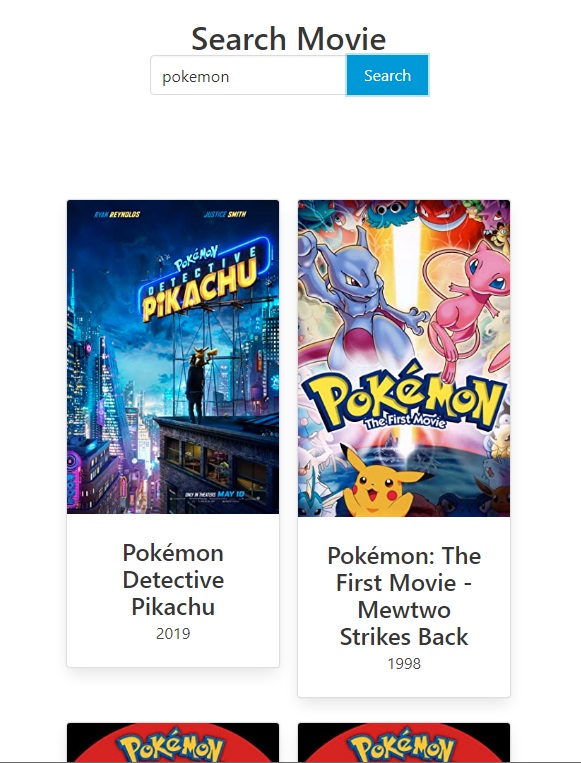 Search Movie
pokemon
Search
RYAN REYNOLDS JUSTICE SMITH
POKÉMON
DETECTIVE
PIKACHU
ONLY IN THEATERS MAY 10
Pokémon
Detective
Pikachu
2019
POKÉMON
The First Movie
Pokémon: The
First Movie -
Mewtwo
Strikes Back
1998
POKÉMON
POKÉMON